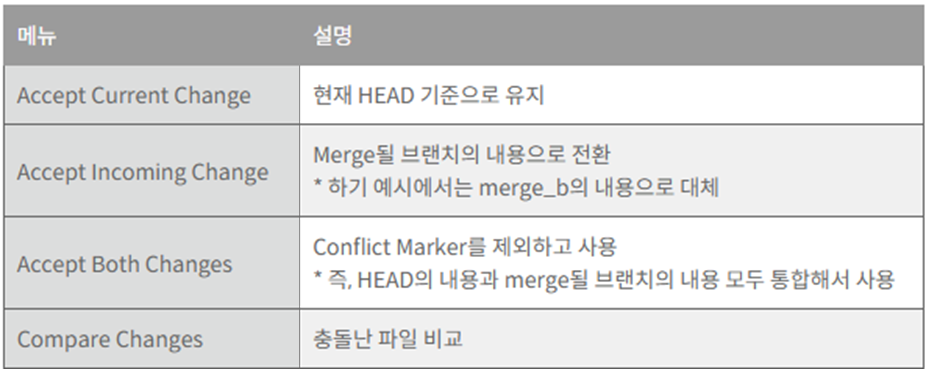 메뉴
설명
Accept Current Change
현재 HEAD 기준으로 유지
Accept Incoming Change
Merge될 브랜치의 내용으로 전환
* 하기 예시에서는 merge_b의 내용으로 대체
Accept Both Changes
Conflict Marker를 제외하고 사용
* 즉, HEAD의 내용과 merge될 브랜치의 내용 모두 통합해서 사용
Compare Changes
충돌난 파일 비교